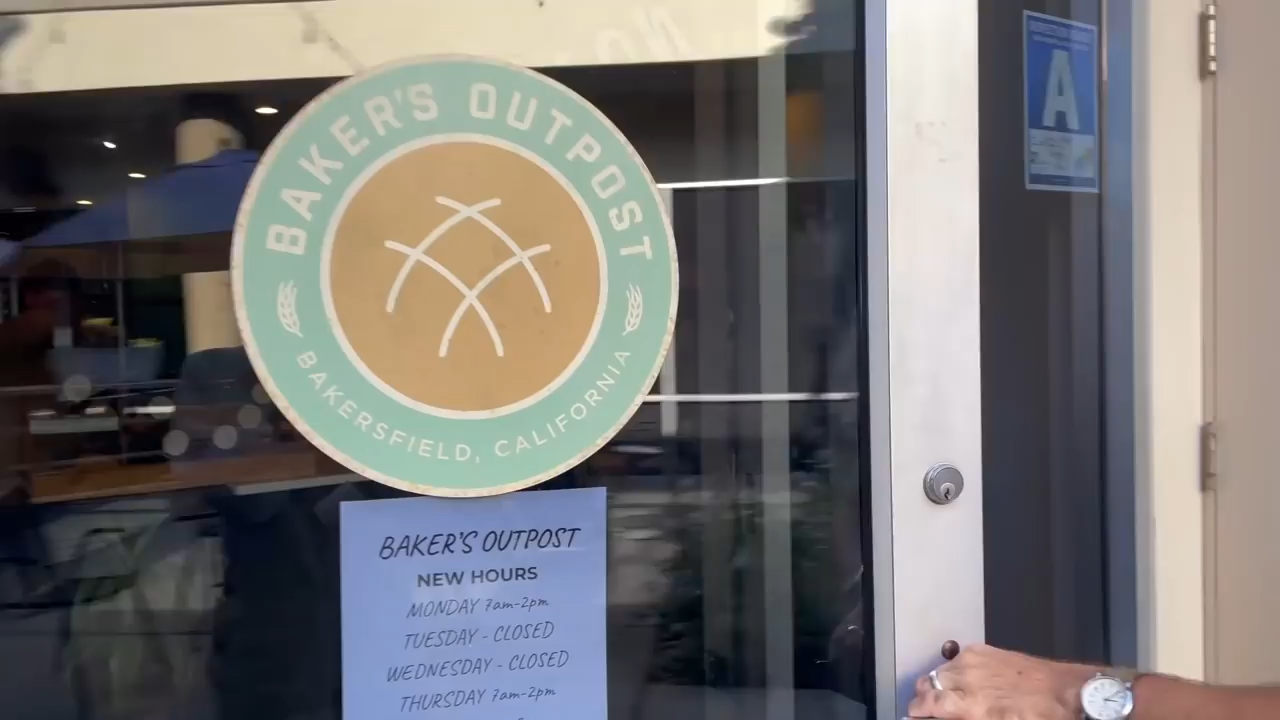 BAKER'S OUTPOST
BAKERSFIELD, CALIFORNIA
A
BAKER'S OUTPOST
NEW HOURS
MONDAY 7am-2pm
TUESDAY - CLOSED
WEDNESDAY - CLOSED
THURSDAY 7am-2pm